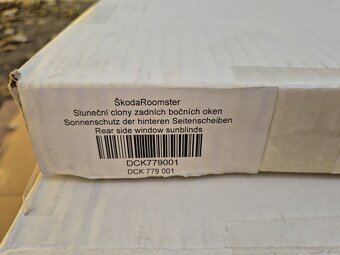 ŠkodaRoomster
Sluneční clony zadních bočních oken
Sonnenschutz der hinteren Seitenscheiben
Rear side window sunblinds
DCK779001
DCK 779 001